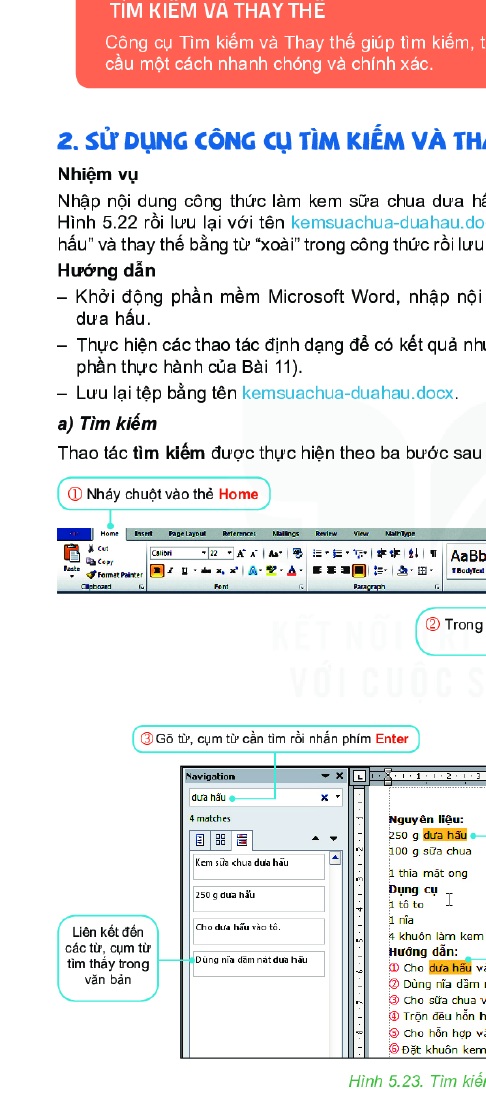 TÌM KIẾM VÀ THAY THẾ
Công cụ Tìm kiếm và Thay thế giúp tìm kiếm, t
cầu một cách nhanh chóng và chính xác.
2. SỬ DỤNG CÔNG CỤ TÌM KIẾM VÀ THA
Nhiệm vụ
Nhập nội dung công thức làm kem sữa chua dưa hấ
Hình 5.22 rồi lưu lại với tên kemsuachua-duahau.do
hấu” và thay thế bằng từ “xoài” trong công thức rồi lưu
Hướng dẫn
– Khởi động phần mềm Microsoft Word, nhập nội
dưa hấu.
– Thực hiện các thao tác định dạng để có kết quả như
phần thực hành của Bài 11).
– Lưu lại tệp bằng tên kemsuachua-duahau.docx.
a) Tìm kiếm
Thao tác tìm kiếm được thực hiện theo ba bước sau
① Nháy chuột vào thẻ Home
Home Insert Page Layout References Mailings Review View MathType
Cut
Calibri 22
AaBb
Copy
Paste
Format Painter
T BodyText
Clipboard Font Paragraph
② Trong
KẾT NỐI TRI
VỚI CUỘC S
③ Gõ từ, cụm từ cần tìm rồi nhấn phím Enter
Navigation
dưa hấu
4 matches
Kem sữa chua dưa hấu
250 g dưa hấu
Cho dưa hấu vào tô.
Dùng nĩa dầm nát dưa hấu
Liên kết đến
các từ, cụm từ
tìm thấy trong
văn bản
Nguyên liệu:
250 g dưa hấu
100 g sữa chua
1 thìa mật ong
Dụng cụ
1 tô to
1 nĩa
4 khuôn làm kem
Hướng dẫn:
① Cho dưa hấu và
② Dùng nĩa dầm n
③ Cho sữa chua v
④ Trộn đều hỗn h
⑤ Cho hỗn hợp và
⑥ Đặt khuôn kem
Hình 5.23. Tìm kiến